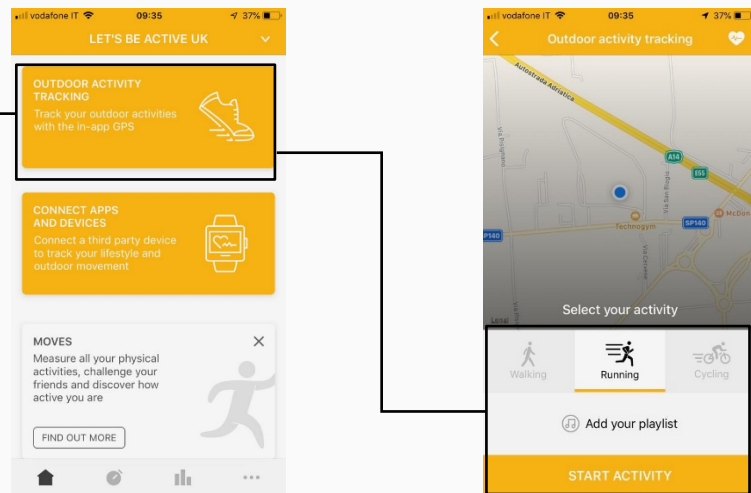 vodafone IT 09:35 37%
LET'S BE ACTIVE UK
OUTDOOR ACTIVITY
TRACKING
Track your outdoor activities
with the in-app GPS
CONNECT APPS
AND DEVICES
Connect a third party device
to track your lifestyle and
outdoor movement
MOVES
Measure all your physical
activities, challenge your
friends and discover how
active you are
FIND OUT MORE
vodafone IT 09:35 37%
Outdoor activity tracking
Autostrada Adriatica
A14
E55
Via San Biagio
McDon
Technogym
SP140
P140
Via Cervese
Select your activity
Walking
Running
Cycling
Add your playlist
START ACTIVITY